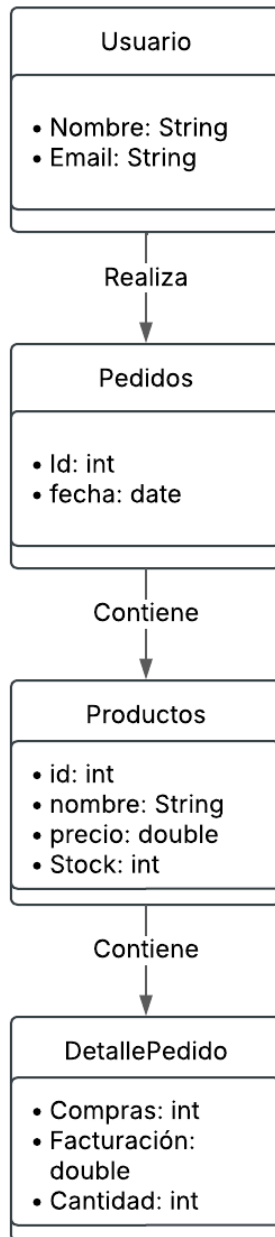 Usuario
• Nombre: String
• Email: String
Realiza
Pedidos
• Id: int
• fecha: date
Contiene
Productos
• id: int
• nombre: String
• precio: double
• Stock: int
Contiene
DetallePedido
• Compras: int
• Facturación:
double
• Cantidad: int